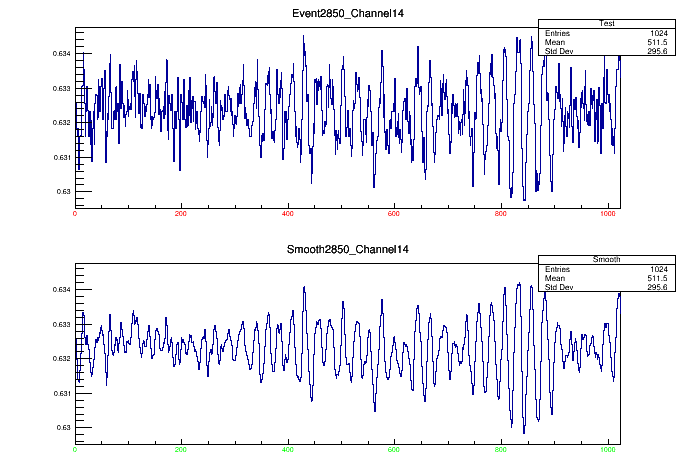 Event2850_Channel14
Test
Entries 1024
Mean 511.5
Std Dev 295.6
0.634
0.633
0.632
0.631
0.63
0 200 400 600 800 1000
Smooth2850_Channel14
Smooth
Entries 1024
Mean 511.5
Std Dev 295.6
0.634
0.633
0.632
0.631
0.63
0 200 400 600 800 1000